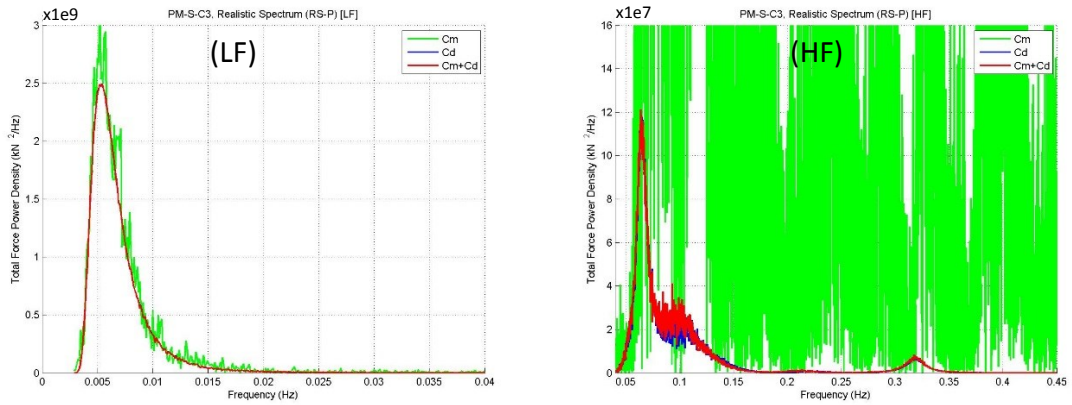 x1e9
PM-S-C3, Realistic Spectrum (RS-P) [LF]
(LF)
Cm
Cd
Cm+Cd
3
2.5
2
1.5
1
0.5
0
Total Force Power Density (kN ^2/Hz)
0
0.005
0.01
0.015
0.02
0.025
0.03
0.035
0.04
Frequency (Hz)
x1e7
PM-S-C3, Realistic Spectrum (RS-P) [HF]
(HF)
Cm
Cd
Cm+Cd
16
14
12
10
8
6
4
2
0
Total Force Power Density (kN ^2/Hz)
0.05
0.1
0.15
0.2
0.25
0.3
0.35
0.4
0.45
Frequency (Hz)